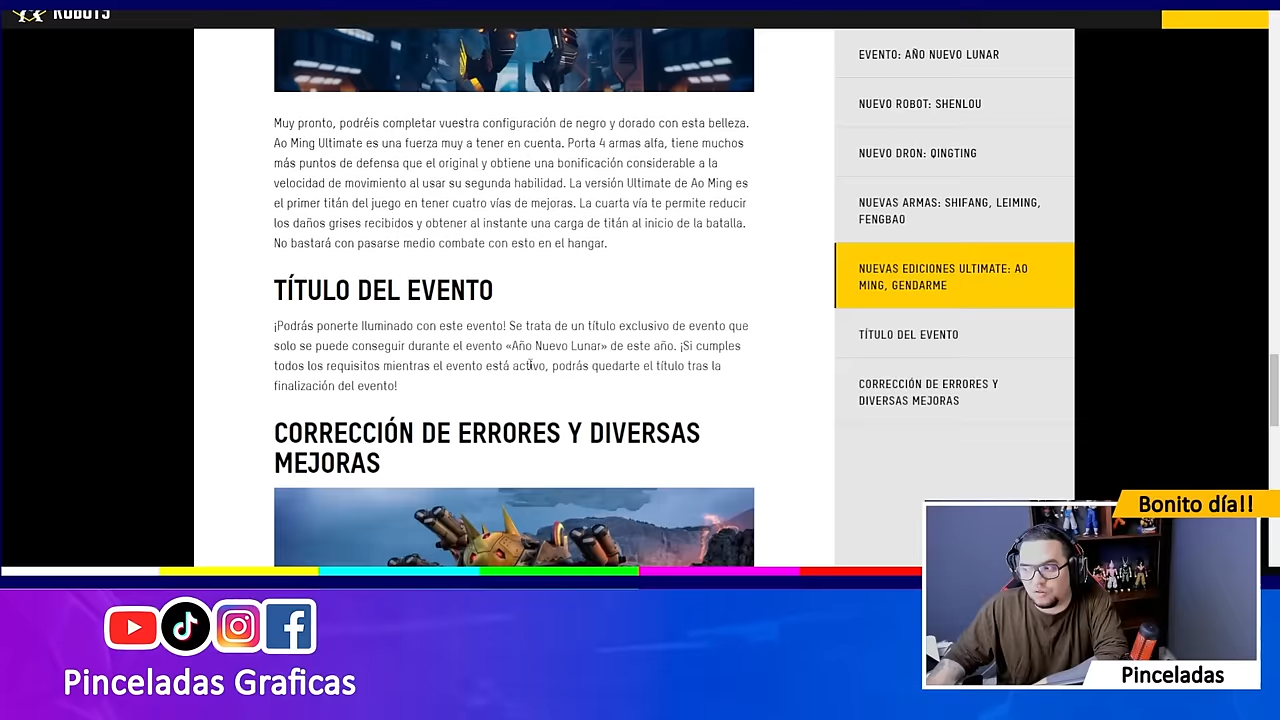 ROBOTS
Muy pronto, podréis completar vuestra configuración de negro y dorado con esta belleza.
Ao Ming Ultimate es una fuerza muy a tener en cuenta. Porta 4 armas alfa, tiene muchos
más puntos de defensa que el original y obtiene una bonificación considerable a la
velocidad de movimiento al usar su segunda habilidad. La versión Ultimate de Ao Ming es
el primer titán del juego en tener cuatro vías de mejoras. La cuarta vía te permite reducir
los daños grises recibidos y obtener al instante una carga de titán al inicio de la batalla.
No bastará con pasarse medio combate con esto en el hangar.
TÍTULO DEL EVENTO
¡Podrás ponerte Iluminado con este evento! Se trata de un título exclusivo de evento que
solo se puede conseguir durante el evento «Año Nuevo Lunar» de este año. ¡Si cumples
todos los requisitos mientras el evento está activo, podrás quedarte el título tras la
finalización del evento!
CORRECCIÓN DE ERRORES Y DIVERSAS
MEJORAS
EVENTO: AÑO NUEVO LUNAR
NUEVO ROBOT: SHENLOU
NUEVO DRON: QINGTING
NUEVAS ARMAS: SHIFANG, LEIMING,
FENGBAO
NUEVAS EDICIONES ULTIMATE: AO
MING, GENDARME
TÍTULO DEL EVENTO
CORRECCIÓN DE ERRORES Y
DIVERSAS MEJORAS
Bonito día!!
Pinceladas
Pinceladas Graficas